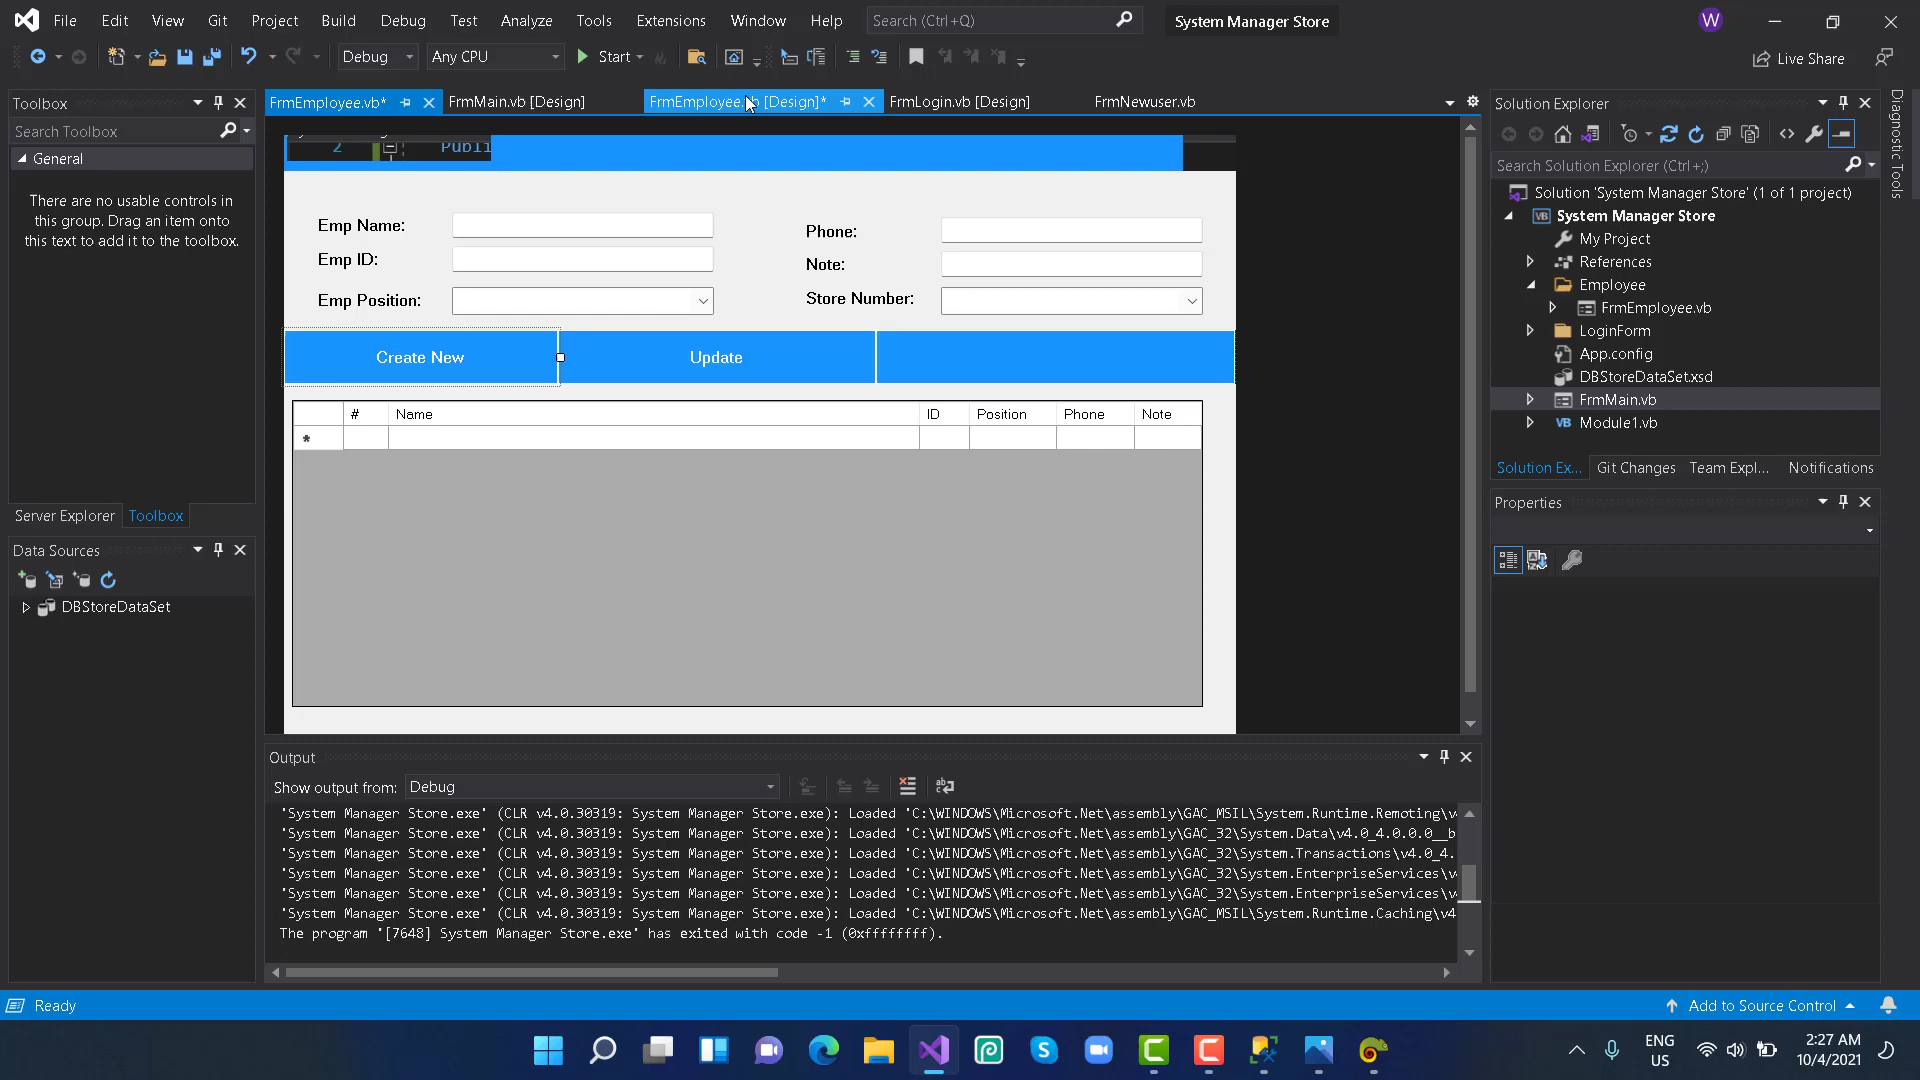 File Edit View Git Project Build Debug Test Analyze Tools Extensions Window Help Search (Ctrl+Q) System Manager Store W
Debug Any CPU Start Live Share
Toolbox
Search Toolbox
General
There are no usable controls in
this group. Drag an item onto
this text to add it to the toolbox.
Server Explorer Toolbox
Data Sources
DBStoreDataSet
FrmEmployee.vb* FrmMain.vb [Design] FrmEmployee.vb [Design]* FrmLogin.vb [Design] FrmNewuser.vb
2 Publi
Emp Name: Phone:
Emp ID: Note:
Emp Position: Store Number:
Create New Update
# Name ID Position Phone Note
*
Output
Show output from: Debug
'System Manager Store.exe' (CLR v4.0.30319: System Manager Store.exe): Loaded 'C:\WINDOWS\Microsoft.Net\assembly\GAC_MSIL\System.Runtime.Remoting\v
'System Manager Store.exe' (CLR v4.0.30319: System Manager Store.exe): Loaded 'C:\WINDOWS\Microsoft.Net\assembly\GAC_32\System.Data\v4.0_4.0.0.0__b
'System Manager Store.exe' (CLR v4.0.30319: System Manager Store.exe): Loaded 'C:\WINDOWS\Microsoft.Net\assembly\GAC_32\System.Transactions\v4.0_4.
'System Manager Store.exe' (CLR v4.0.30319: System Manager Store.exe): Loaded 'C:\WINDOWS\Microsoft.Net\assembly\GAC_32\System.EnterpriseServices\v
'System Manager Store.exe' (CLR v4.0.30319: System Manager Store.exe): Loaded 'C:\WINDOWS\Microsoft.Net\assembly\GAC_32\System.EnterpriseServices\v
'System Manager Store.exe' (CLR v4.0.30319: System Manager Store.exe): Loaded 'C:\WINDOWS\Microsoft.Net\assembly\GAC_MSIL\System.Runtime.Caching\v4
The program '[7648] System Manager Store.exe' has exited with code -1 (0xffffffff).
Solution Explorer
Search Solution Explorer (Ctrl+;)
Solution 'System Manager Store' (1 of 1 project)
VB System Manager Store
My Project
References
Employee
FrmEmployee.vb
LoginForm
App.config
DBStoreDataSet.xsd
FrmMain.vb
VB Module1.vb
Solution Ex... Git Changes Team Expl... Notifications
Properties
Diagnostic Tools
Ready Add to Source Control
ENG
US
2:27 AM
10/4/2021